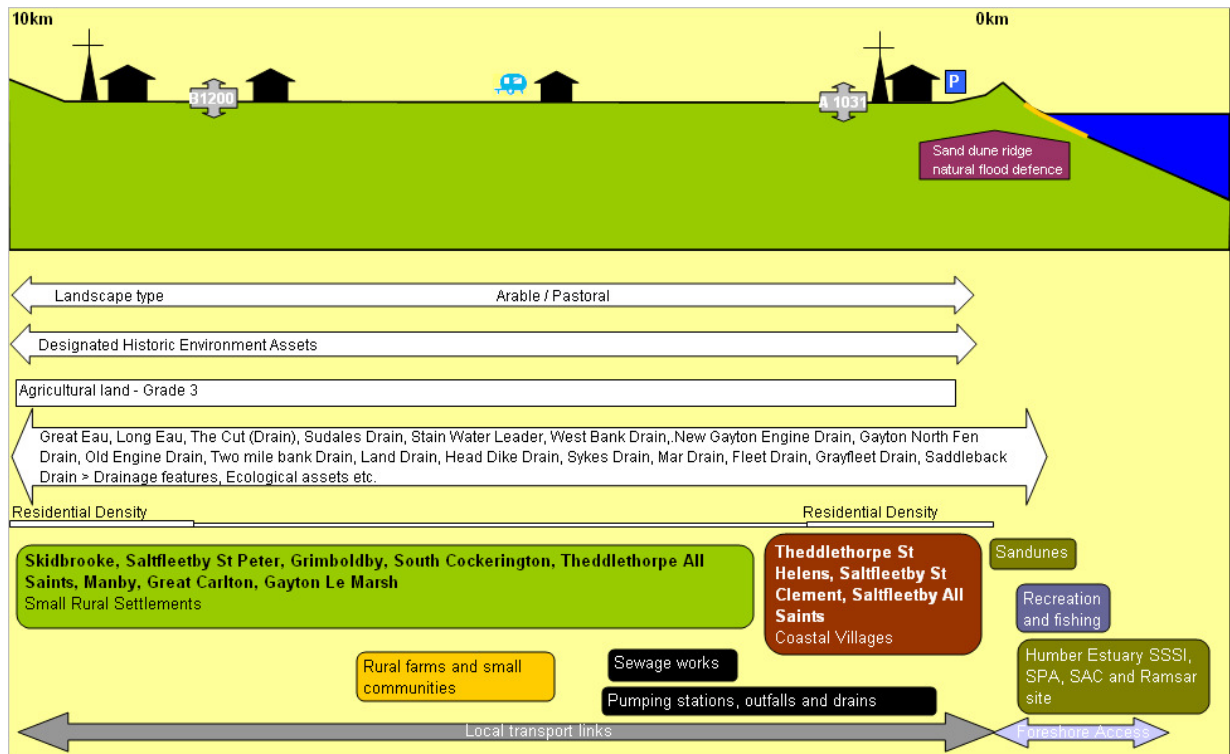 10km
0km
B1200
A 1031
P
Sand dune ridge
natural flood defence
Landscape type
Arable / Pastoral
Designated Historic Environment Assets
Agricultural land - Grade 3
Great Eau, Long Eau, The Cut (Drain), Sudales Drain, Stain Water Leader, West Bank Drain,.New Gayton Engine Drain, Gayton North Fen
Drain, Old Engine Drain, Two mile bank Drain, Land Drain, Head Dike Drain, Sykes Drain, Mar Drain, Fleet Drain, Grayfleet Drain, Saddleback
Drain > Drainage features, Ecological assets etc.
Residential Density
Residential Density
Skidbrooke, Saltfleetby St Peter, Grimboldby, South Cockerington, Theddlethorpe All
Saints, Manby, Great Carlton, Gayton Le Marsh
Small Rural Settlements
Theddlethorpe St
Helens, Saltfleetby St
Clement, Saltfleetby All
Saints
Coastal Villages
Sandunes
Recreation
and fishing
Rural farms and small
communities
Sewage works
Pumping stations, outfalls and drains
Humber Estuary SSSI,
SPA, SAC and Ramsar
site
Local transport links
Foreshore Access